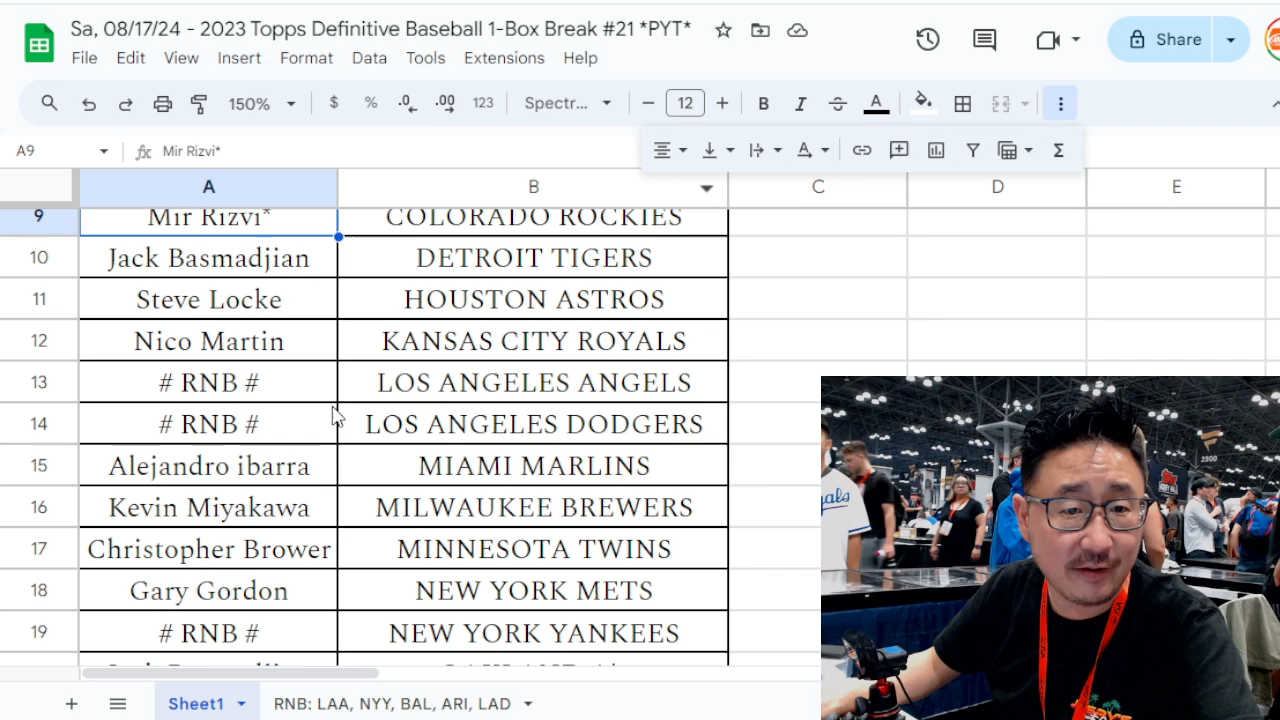 Sa, 08/17/24 - 2023 Topps Definitive Baseball 1-Box Break #21 *PYT*
File Edit View Insert Format Data Tools Extensions Help
Share
150% $ % .0 .00 123 Spectr... 12 B I A
A9 fx Mir Rizvi*
A B C D E
9 Mir Rizvi* COLORADO ROCKIES
10 Jack Basmadjian DETROIT TIGERS
11 Steve Locke HOUSTON ASTROS
12 Nico Martin KANSAS CITY ROYALS
13 # RNB # LOS ANGELES ANGELS
14 # RNB # LOS ANGELES DODGERS
15 Alejandro ibarra MIAMI MARLINS
16 Kevin Miyakawa MILWAUKEE BREWERS
17 Christopher Brower MINNESOTA TWINS
18 Gary Gordon NEW YORK METS
19 # RNB # NEW YORK YANKEES
2900
Sheet1 RNB: LAA, NYY, BAL, ARI, LAD